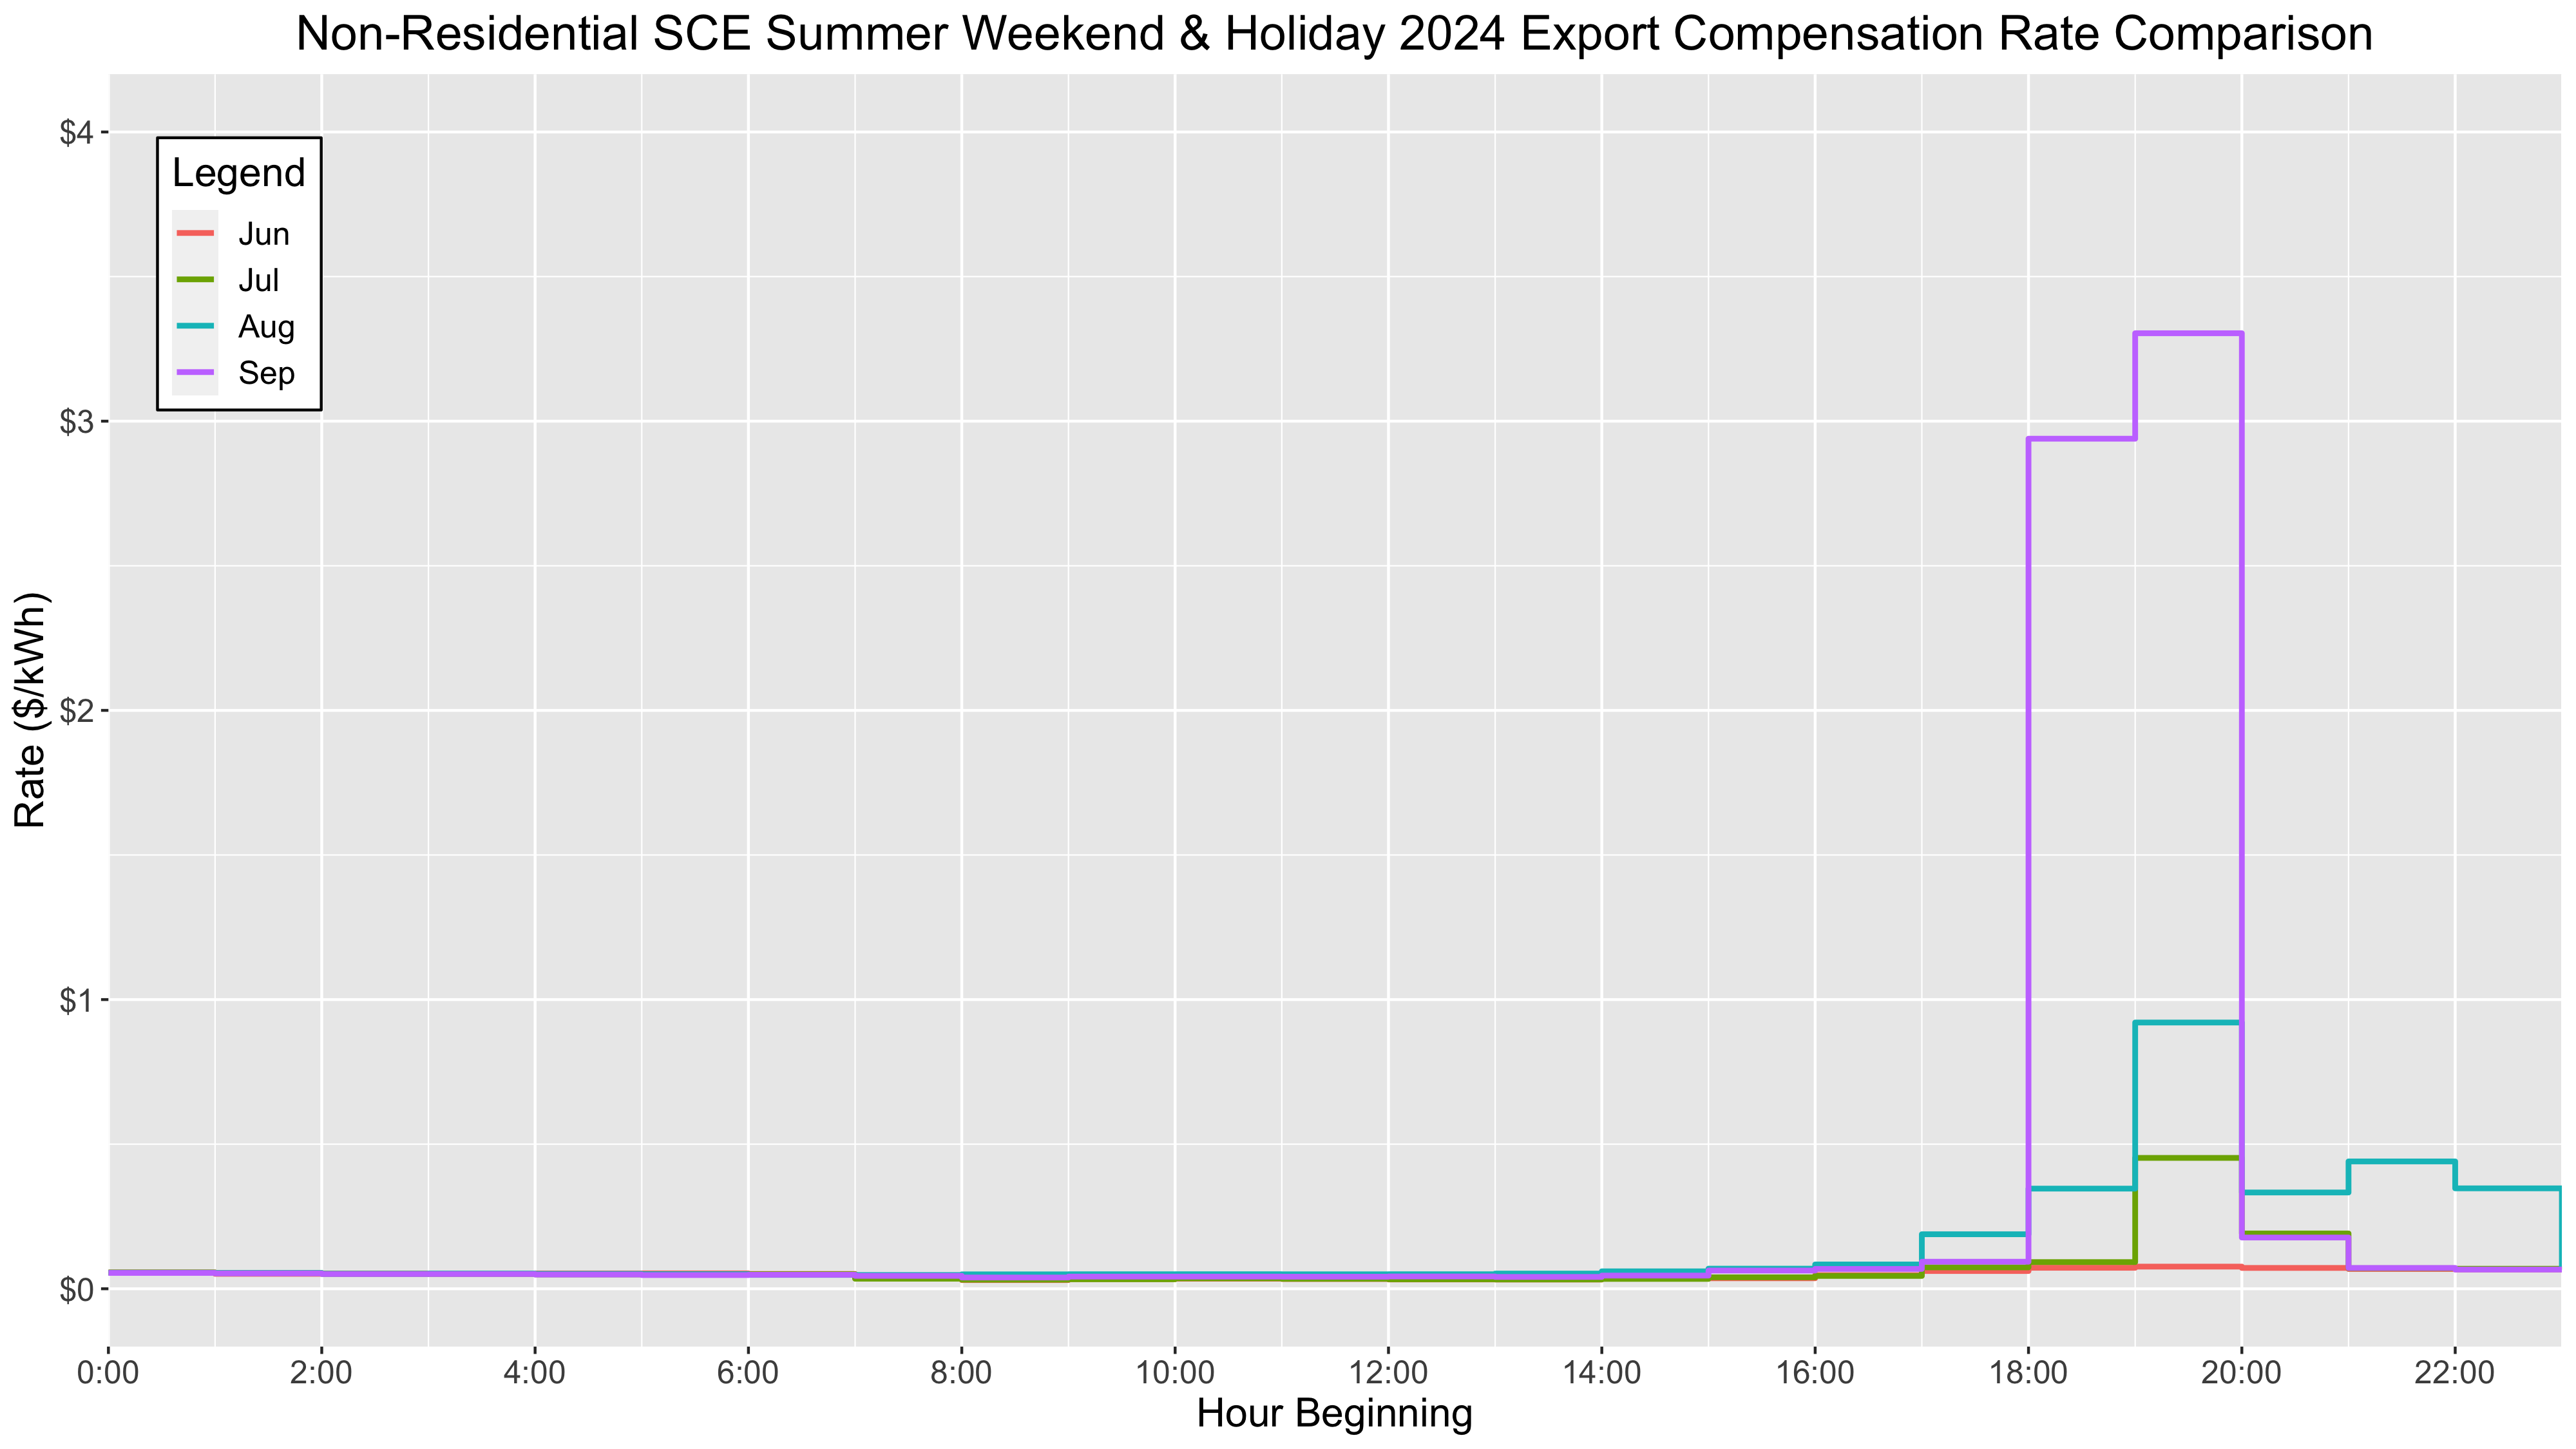 Non-Residential SCE Summer Weekend & Holiday 2024 Export Compensation Rate Comparison
$4
Legend
Jun
Jul
Aug
Sep
$3
Rate ($/kWh)
$2
$1
$0
0:00 2:00 4:00 6:00 8:00 10:00 12:00 14:00 16:00 18:00 20:00 22:00
Hour Beginning